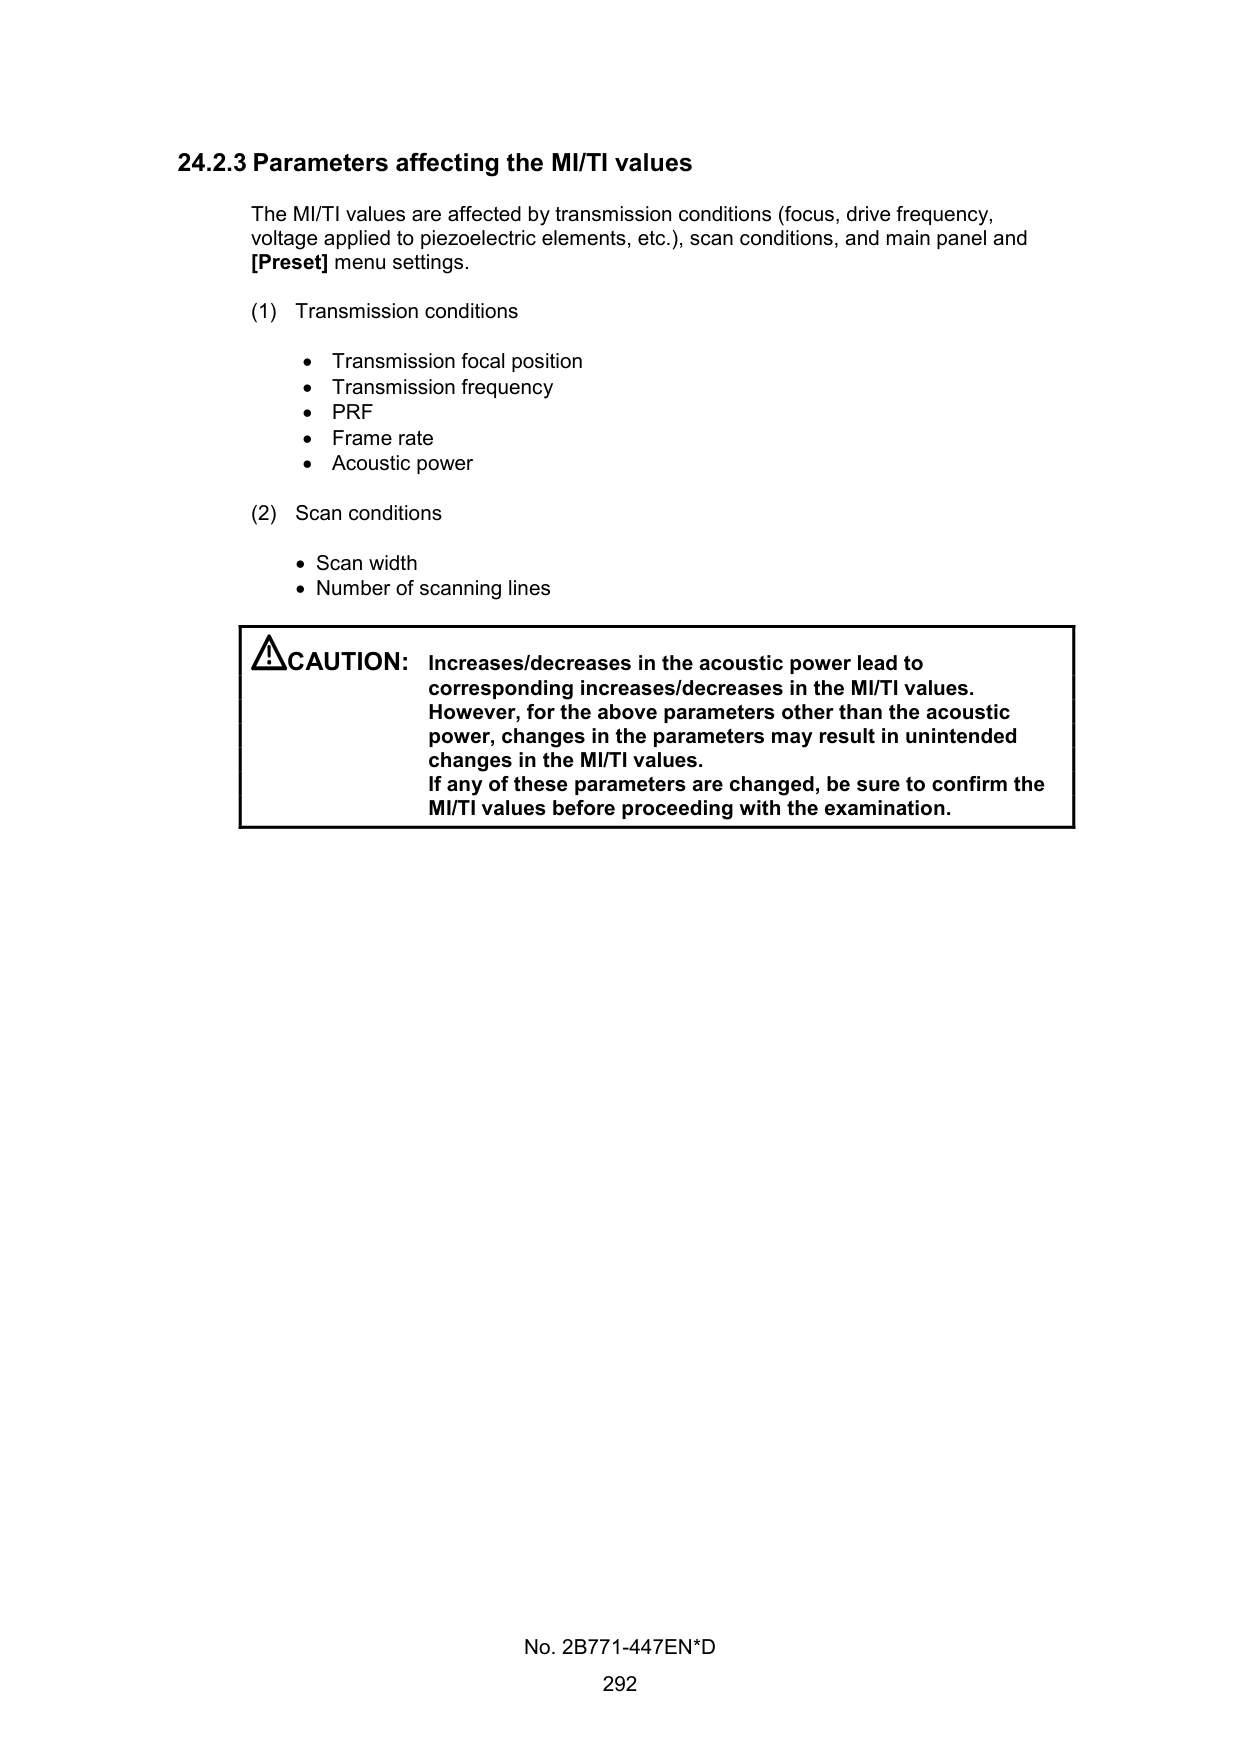 24.2.3 Parameters affecting the MI/TI values
The MI/TI values are affected by transmission conditions (focus, drive frequency,
voltage applied to piezoelectric elements, etc.), scan conditions, and main panel and
[Preset] menu settings.
(1) Transmission conditions
• Transmission focal position
• Transmission frequency
• PRF
• Frame rate
• Acoustic power
(2) Scan conditions
• Scan width
• Number of scanning lines
CAUTION: Increases/decreases in the acoustic power lead to
corresponding increases/decreases in the MI/TI values.
However, for the above parameters other than the acoustic
power, changes in the parameters may result in unintended
changes in the MI/TI values.
If any of these parameters are changed, be sure to confirm the
MI/TI values before proceeding with the examination.
No. 2B771-447EN*D
292